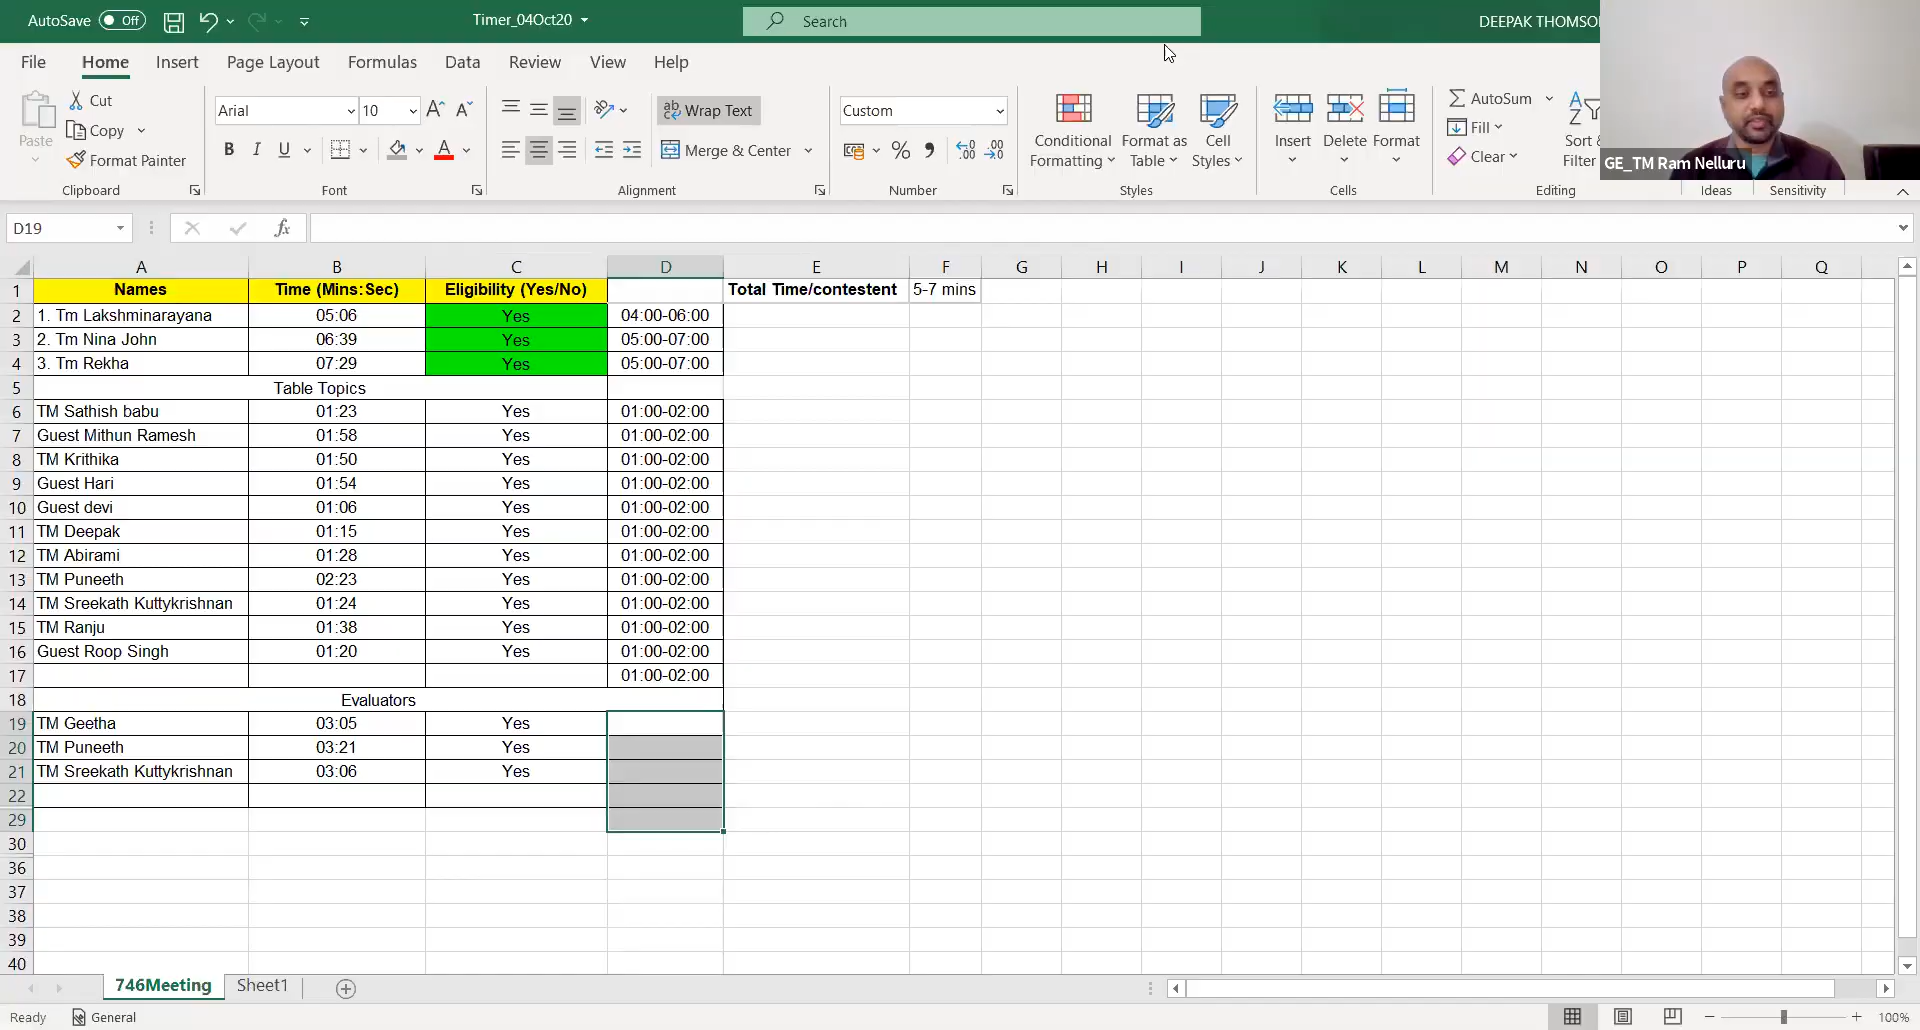 AutoSave Off Timer_04Oct20 Search DEEPAK THOMSO
File Home Insert Page Layout Formulas Data Review View Help
Paste Cut
Copy
Format Painter
Clipboard
Arial 10
B I U A
Font
ab Wrap Text
Merge & Center
Alignment
Custom
% 9 .00
Number
Conditional Formatting
Format as Table
Cell Styles
Styles
Insert Delete Format
Cells
AutoSum
Fill
Clear
Sort &
Filter
Editing
Ideas
Sensitivity
GE_TM Ram Nelluru
D19 fx
A B C D E F G H I J K L M N O P Q
1 Names Time (Mins:Sec) Eligibility (Yes/No) Total Time/contestent 5-7 mins
2 1. Tm Lakshminarayana 05:06 Yes 04:00-06:00
3 2. Tm Nina John 06:39 Yes 05:00-07:00
4 3. Tm Rekha 07:29 Yes 05:00-07:00
5 Table Topics
6 TM Sathish babu 01:23 Yes 01:00-02:00
7 Guest Mithun Ramesh 01:58 Yes 01:00-02:00
8 TM Krithika 01:50 Yes 01:00-02:00
9 Guest Hari 01:54 Yes 01:00-02:00
10 Guest devi 01:06 Yes 01:00-02:00
11 TM Deepak 01:15 Yes 01:00-02:00
12 TM Abirami 01:28 Yes 01:00-02:00
13 TM Puneeth 02:23 Yes 01:00-02:00
14 TM Sreekath Kuttykrishnan 01:24 Yes 01:00-02:00
15 TM Ranju 01:38 Yes 01:00-02:00
16 Guest Roop Singh 01:20 Yes 01:00-02:00
17 01:00-02:00
18 Evaluators
19 TM Geetha 03:05 Yes
20 TM Puneeth 03:21 Yes
21 TM Sreekath Kuttykrishnan 03:06 Yes
22
29
30
36
37
38
39
40
746Meeting Sheet1
Ready General 100%